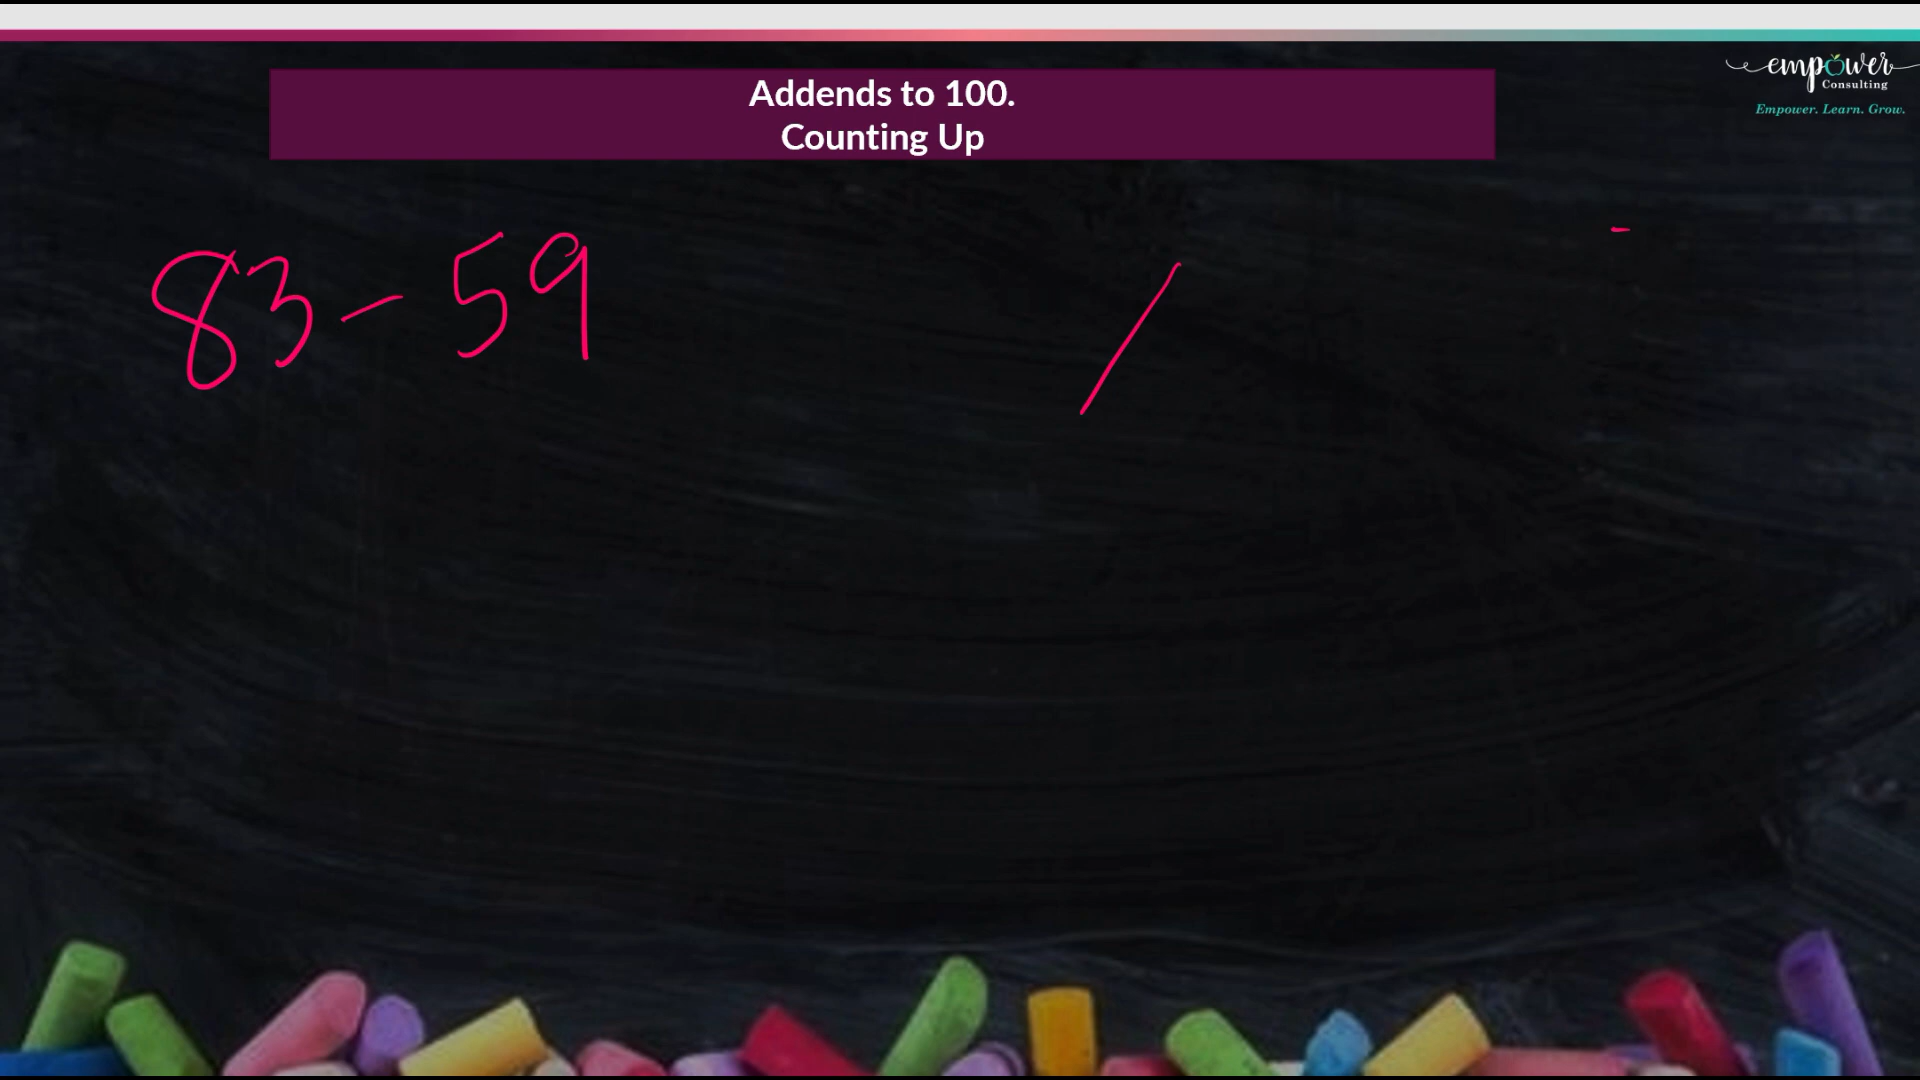 Addends to 100.
Counting Up
empower
Consulting
Empower. Learn. Grow.
83 - 59